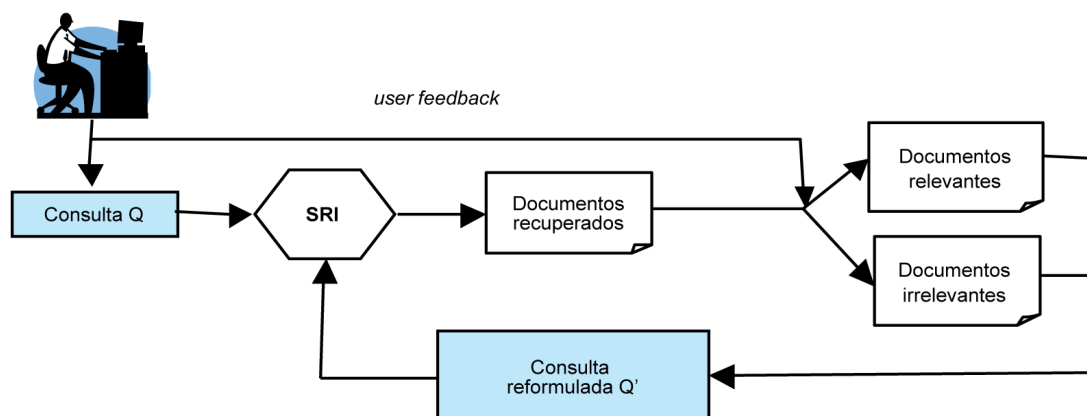 user feedback
Consulta Q
SRI
Documentos
recuperados
Documentos
relevantes
Documentos
irrelevantes
Consulta
reformulada Q’